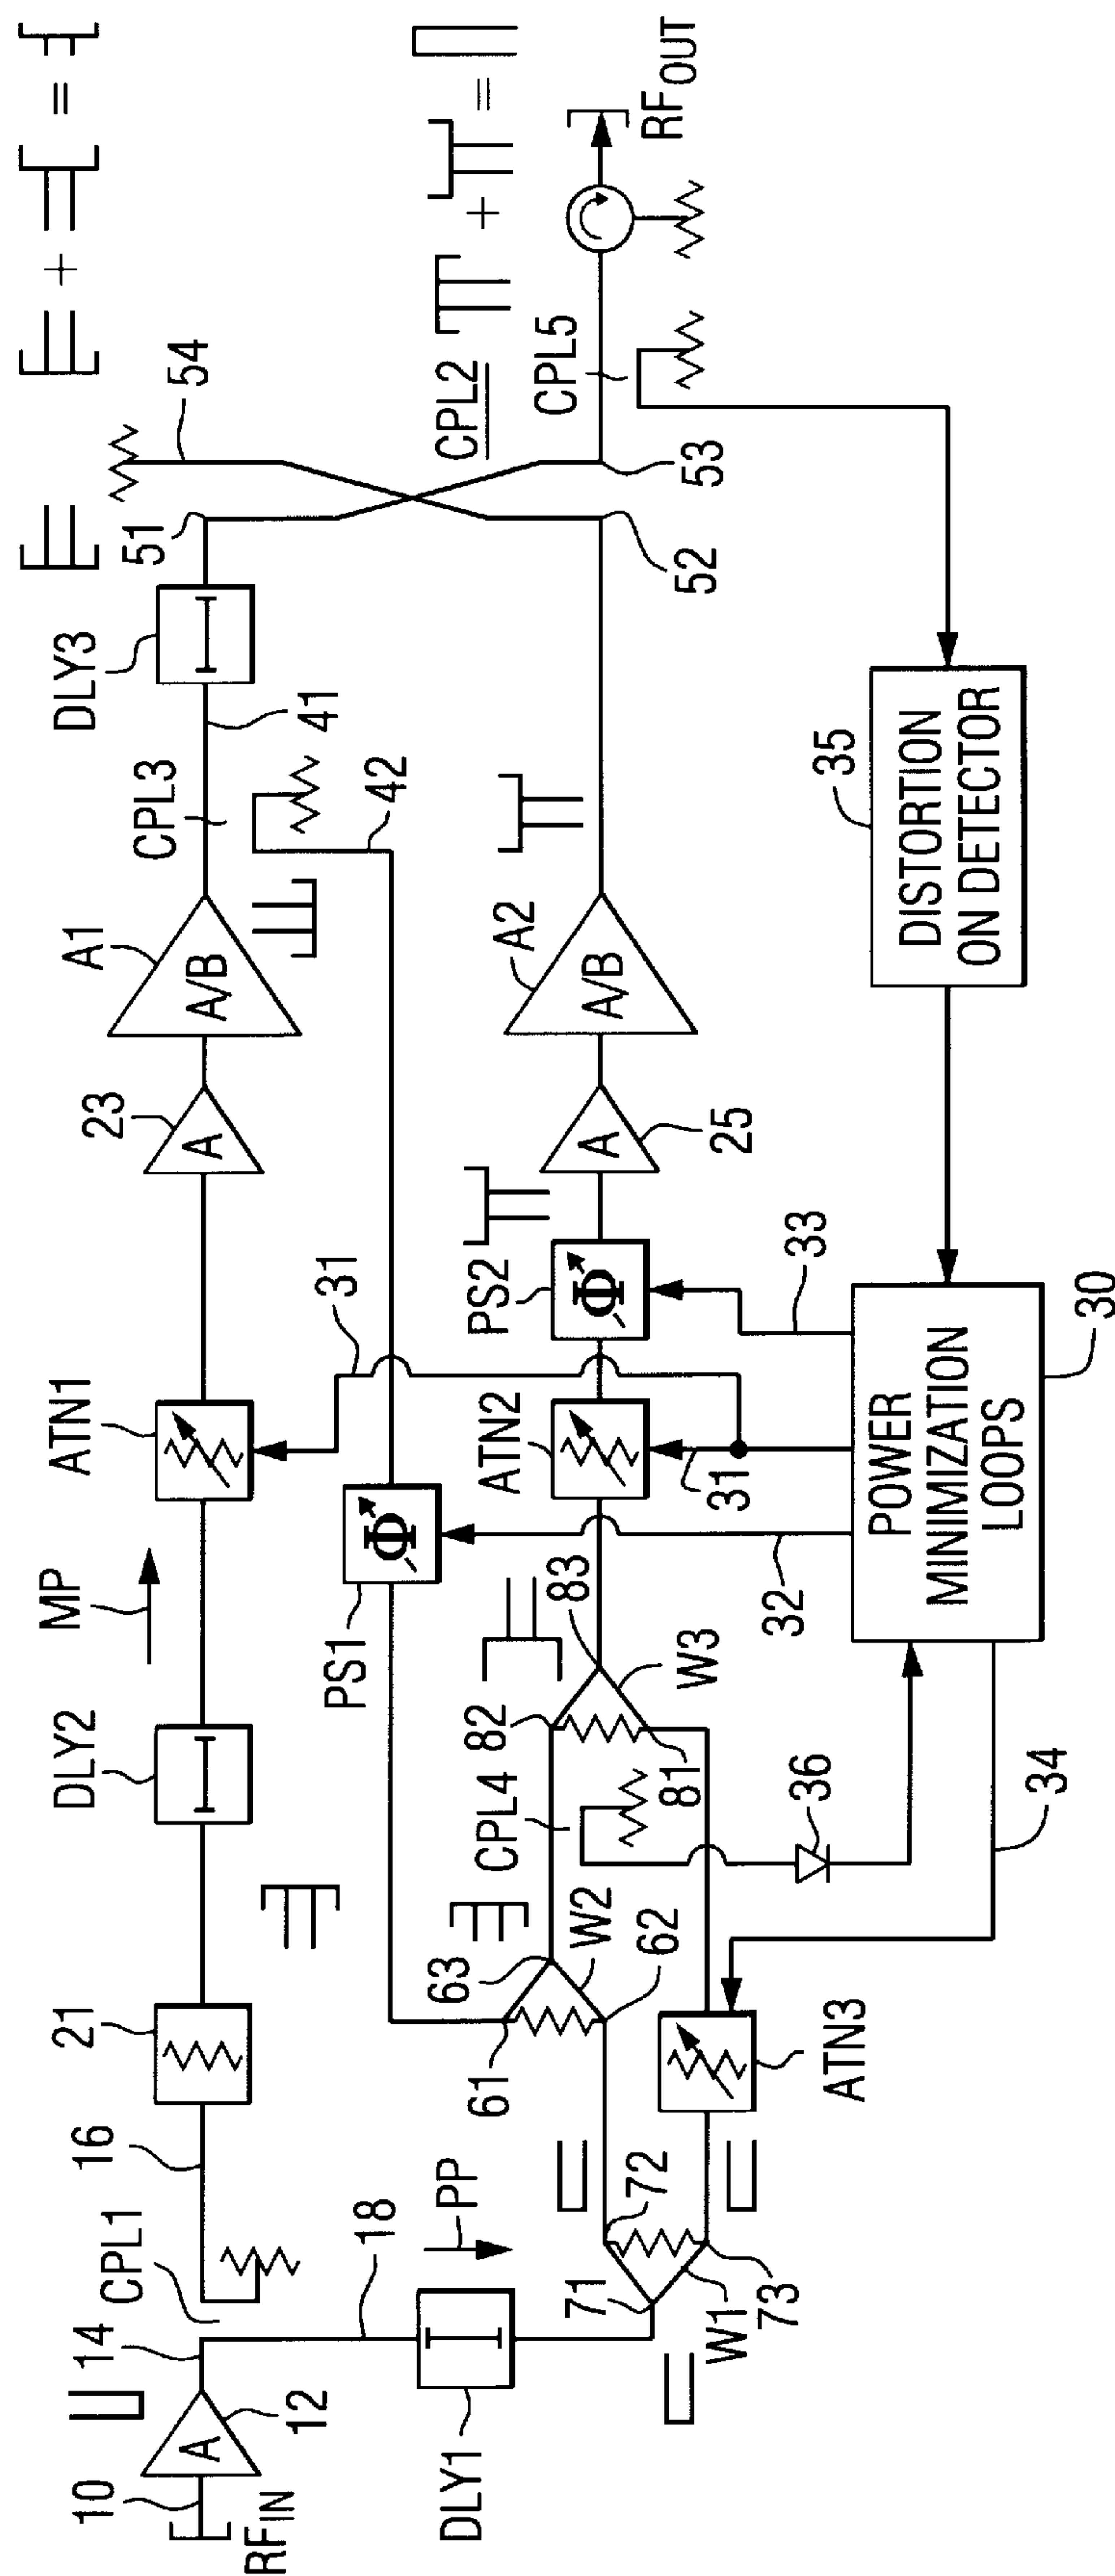 RFIN
10
12
A
14
CPL1
16
21
DLY2
MP
ATN1
23
A
A1
A/B
CPL3
41
42
DLY3
51
54
52
53
CPL2
+
=
+
=
CPL5
RFOUT
18
DLY1
PP
71
72
73
W1
61
62
63
W2
PS1
Φ
31
CPL4
82
81
83
W3
ATN2
31
PS2
Φ
25
A
A2
A/B
ATN3
36
34
32
33
POWER
MINIMIZATION
LOOPS
30
DISTORTION
ON DETECTOR
35